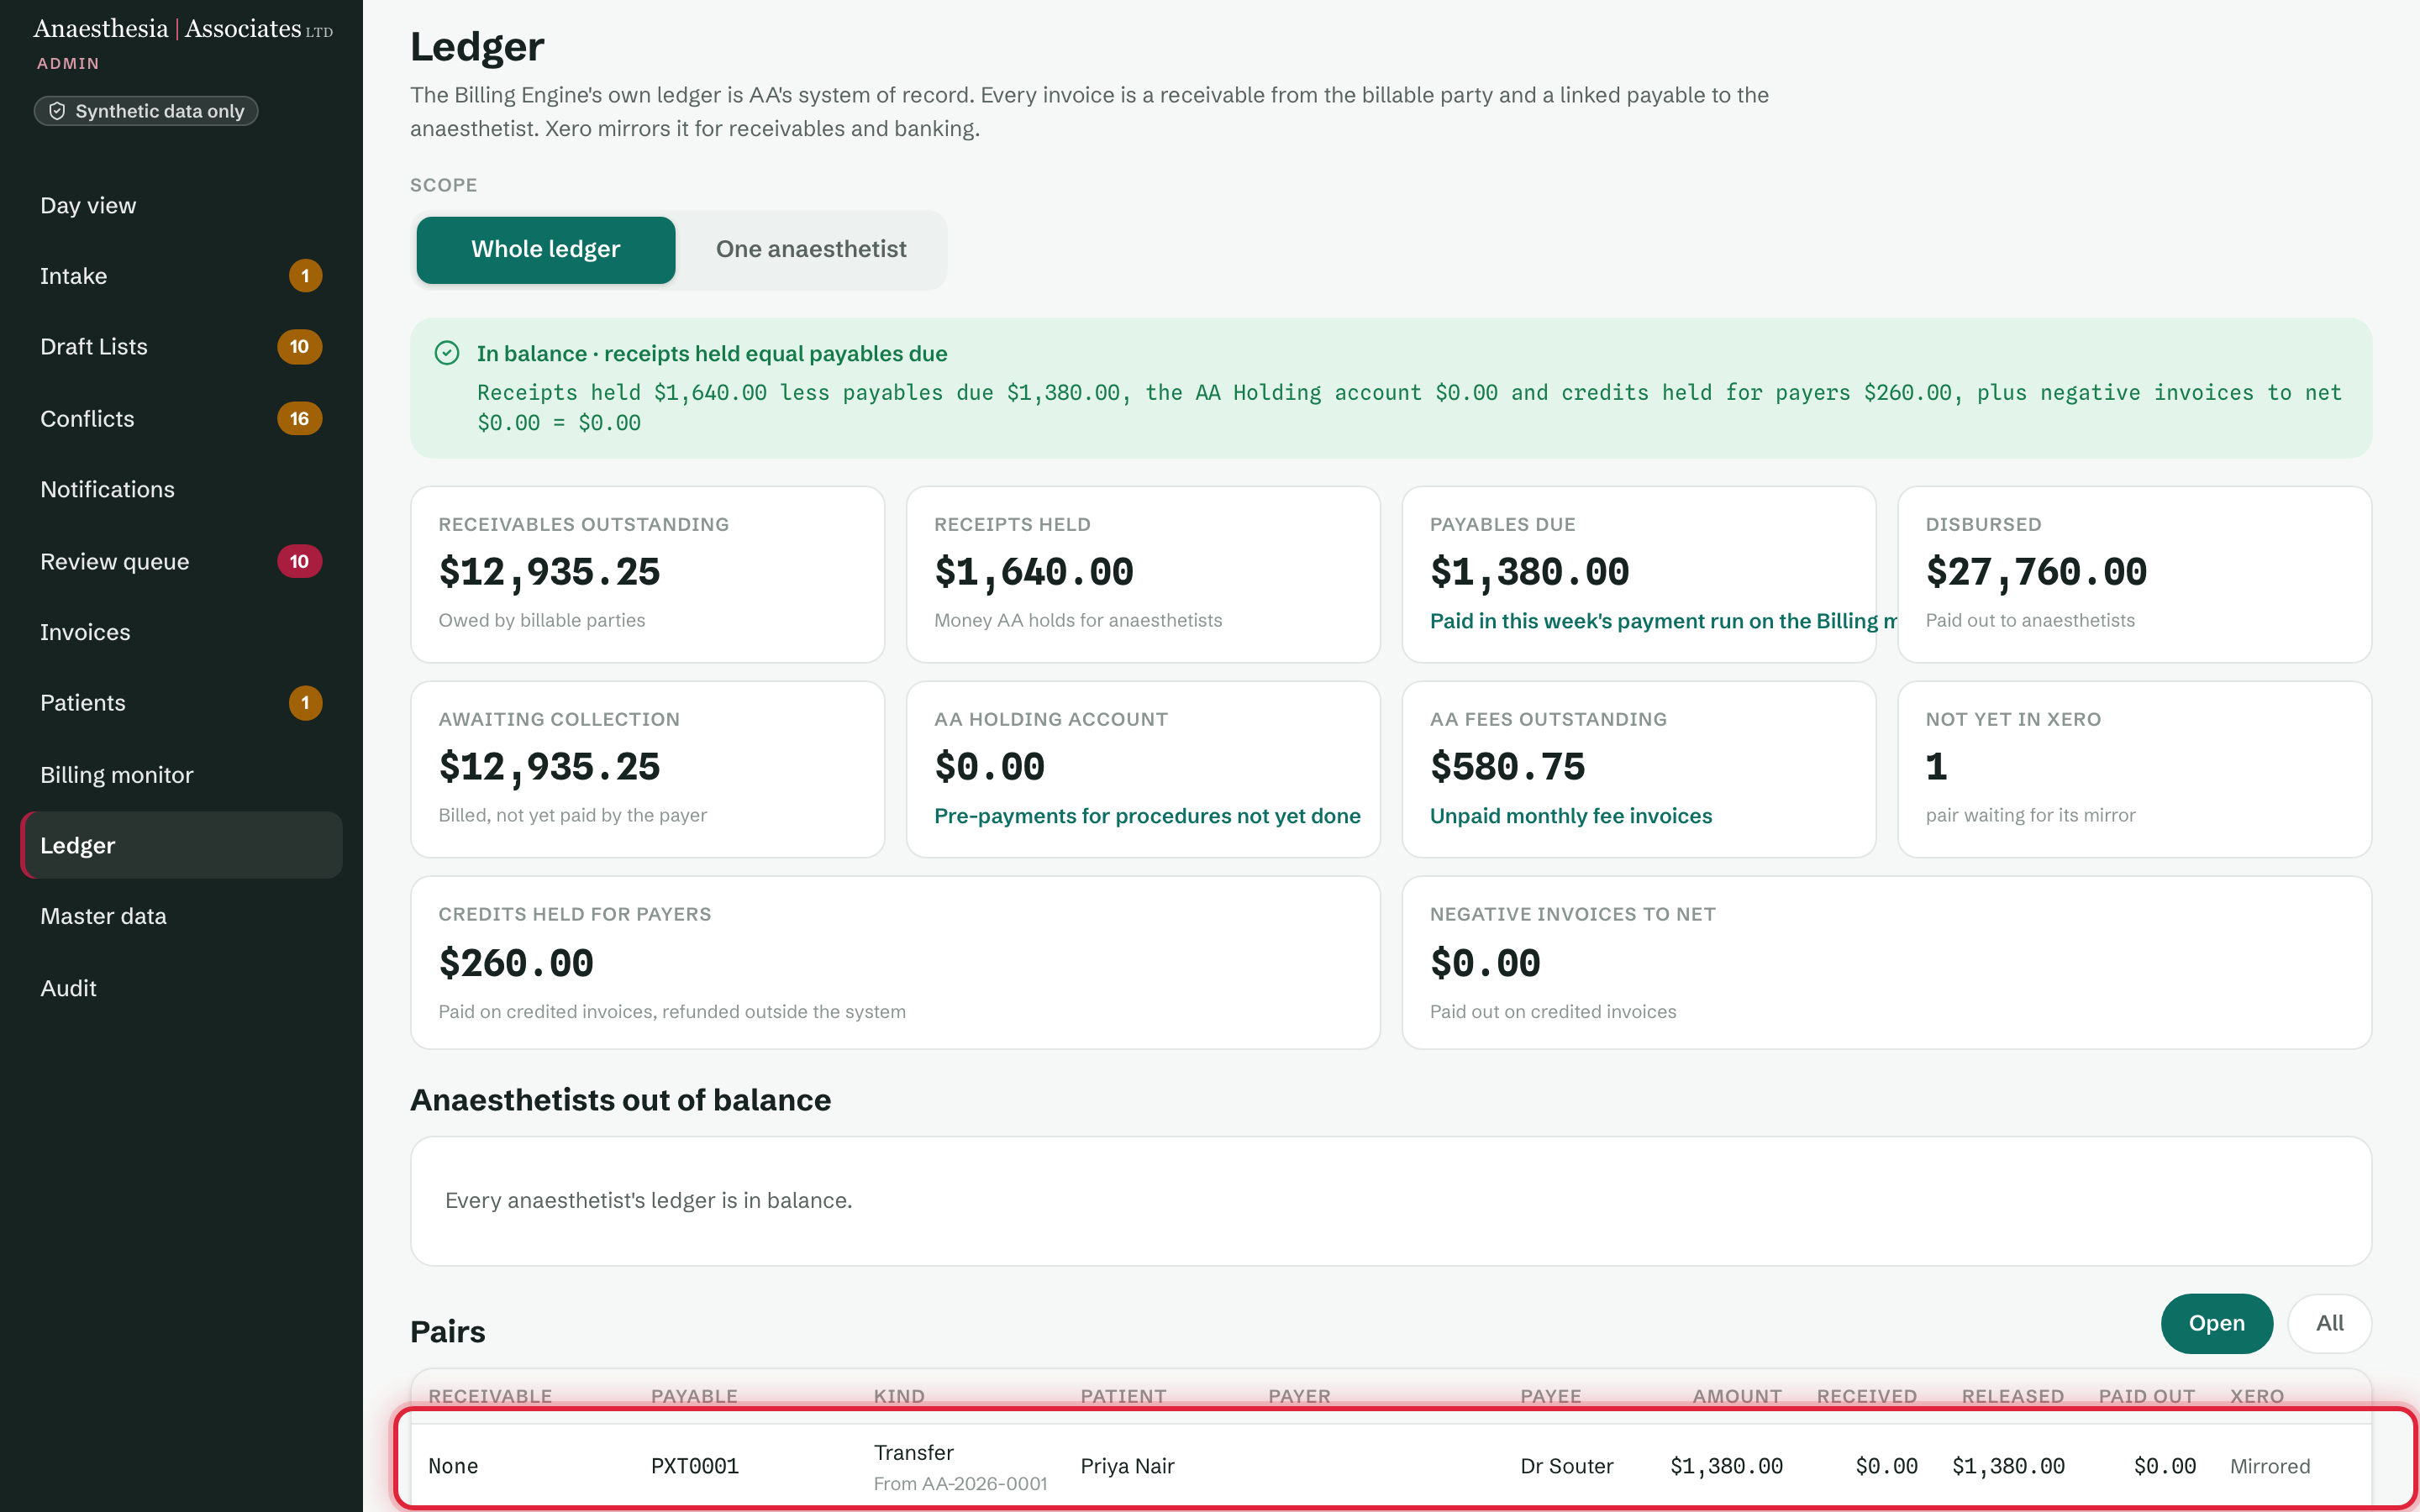 Anaesthesia | Associates LTD
ADMIN
Synthetic data only
Day view
Intake 1
Draft Lists 10
Conflicts 16
Notifications
Review queue 10
Invoices
Patients 1
Billing monitor
Ledger
Master data
Audit
Ledger
The Billing Engine's own ledger is AA's system of record. Every invoice is a receivable from the billable party and a linked payable to the
anaesthetist. Xero mirrors it for receivables and banking.
SCOPE
Whole ledger One anaesthetist
In balance · receipts held equal payables due
Receipts held $1,640.00 less payables due $1,380.00, the AA Holding account $0.00 and credits held for payers $260.00, plus negative invoices to net
$0.00 = $0.00
RECEIVABLES OUTSTANDING
$12,935.25
Owed by billable parties
RECEIPTS HELD
$1,640.00
Money AA holds for anaesthetists
PAYABLES DUE
$1,380.00
Paid in this week's payment run on the Billing m
DISBURSED
$27,760.00
Paid out to anaesthetists
AWAITING COLLECTION
$12,935.25
Billed, not yet paid by the payer
AA HOLDING ACCOUNT
$0.00
Pre-payments for procedures not yet done
AA FEES OUTSTANDING
$580.75
Unpaid monthly fee invoices
NOT YET IN XERO
1
pair waiting for its mirror
CREDITS HELD FOR PAYERS
$260.00
Paid on credited invoices, refunded outside the system
NEGATIVE INVOICES TO NET
$0.00
Paid out on credited invoices
Anaesthetists out of balance
Every anaesthetist's ledger is in balance.
Pairs
Open All
RECEIVABLE PAYABLE KIND PATIENT PAYER PAYEE AMOUNT RECEIVED RELEASED PAID OUT XERO
None PXT0001 Transfer Priya Nair Dr Souter $1,380.00 $0.00 $1,380.00 $0.00 Mirrored
From AA-2026-0001